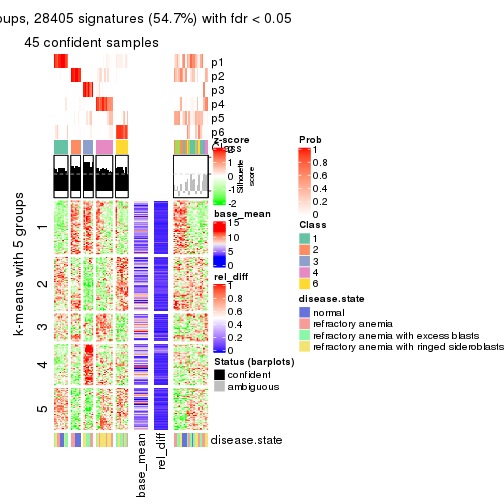 oups, 28405 signatures (54.7%) with fdr < 0.05
45 confident samples
p1
p2
p3
p4
p5
p6
Class
Silhouette score
k-means with 5 groups
1
2
3
4
5
base_mean
rel_diff
disease.state
z-score
2
1
0
-1
-2
base_mean
15
10
5
0
rel_diff
1
0.8
0.6
0.4
0.2
0
Status (barplots)
confident
ambiguous
Prob
1
0.8
0.6
0.4
0.2
0
Class
1
2
3
4
6
disease.state
normal
refractory anemia
refractory anemia with excess blasts
refractory anemia with ringed sideroblasts